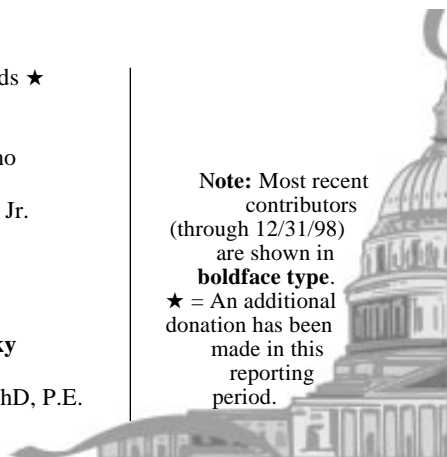 ds ★
no
Jr.
ky
hD, P.E.
Note: Most recent
contributors
(through 12/31/98)
are shown in
boldface type.
★ = An additional
donation has been
made in this
reporting
period.